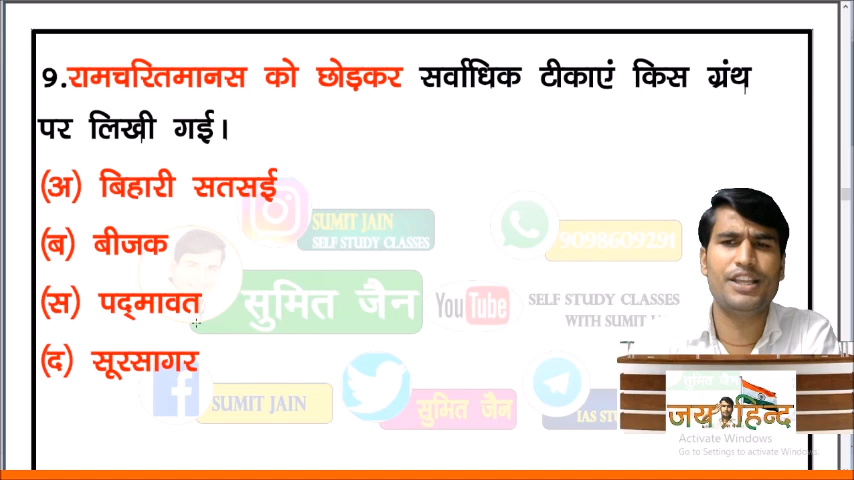 9.रामचरितमानस को छोड़कर सर्वाधिक टीकाएं किस ग्रंथ
पर लिखी गई।
(अ) बिहारी सतसई
(ब) बीजक
(स) पद्मावत
(द) सूरसागर
SUMIT JAIN
SELF STUDY CLASSES
9098609291
सुमित जैन
YouTube
SELF STUDY CLASSES
WITH SUMIT
SUMIT JAIN
सुमित जैन
IAS
सुमित जैन
जय हिन्द
Activate Windows
Go to Settings to activate Windows.